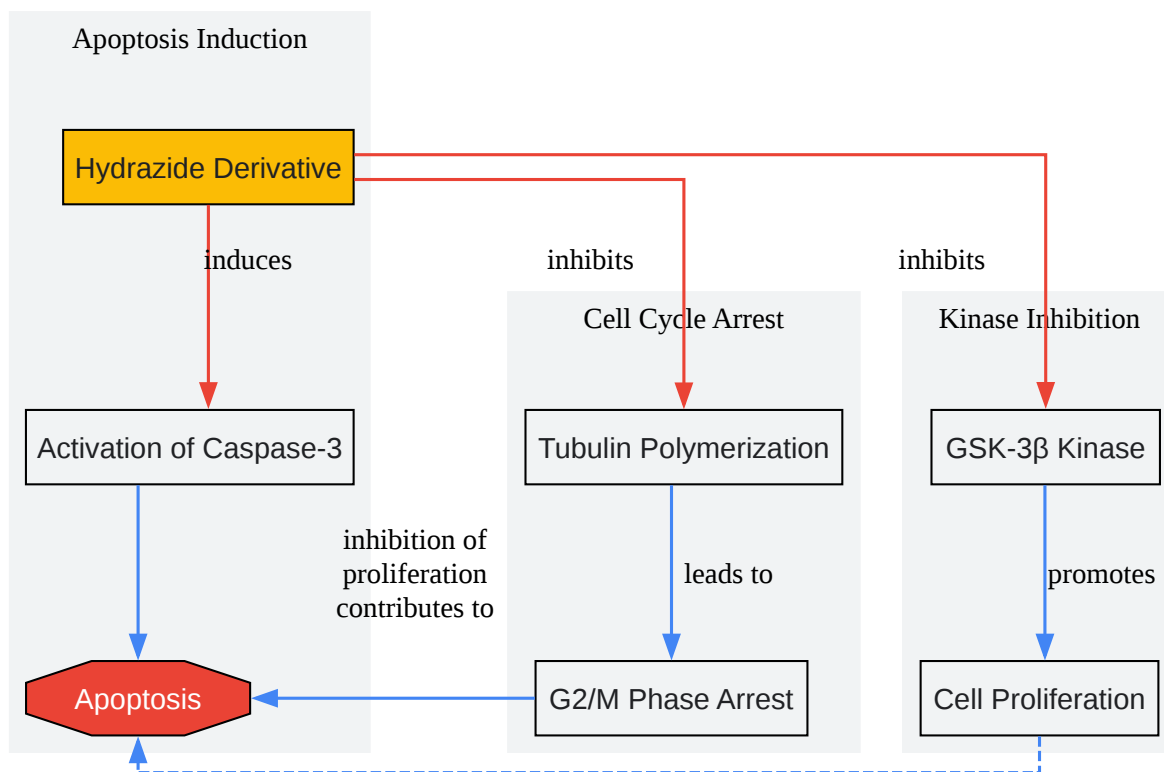 Apoptosis Induction
Hydrazide Derivative
induces
inhibits
inhibits
Cell Cycle Arrest
Kinase Inhibition
Activation of Caspase-3
Tubulin Polymerization
GSK-3β Kinase
inhibition of
proliferation
contributes to
leads to
promotes
Apoptosis
G2/M Phase Arrest
Cell Proliferation